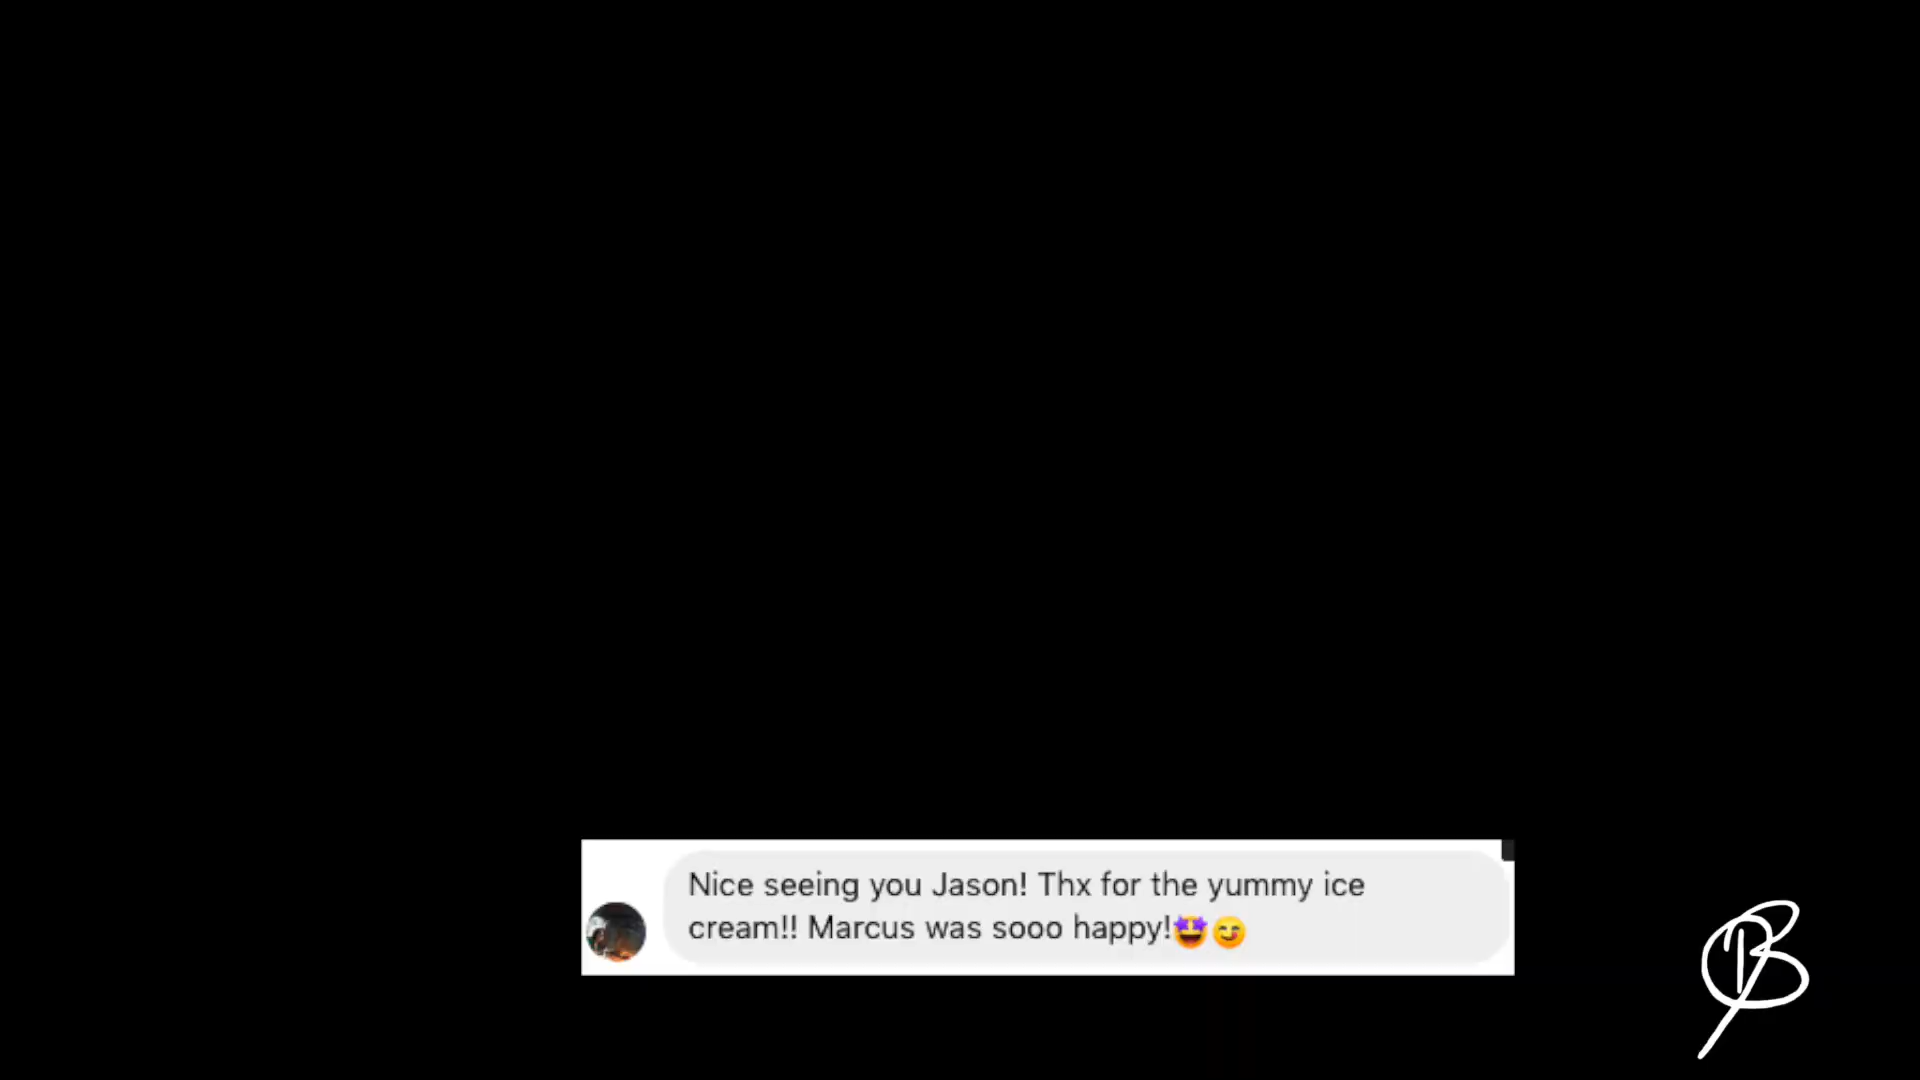 Nice seeing you Jason! Thx for the yummy ice
cream!! Marcus was sooo happy!🤩😋